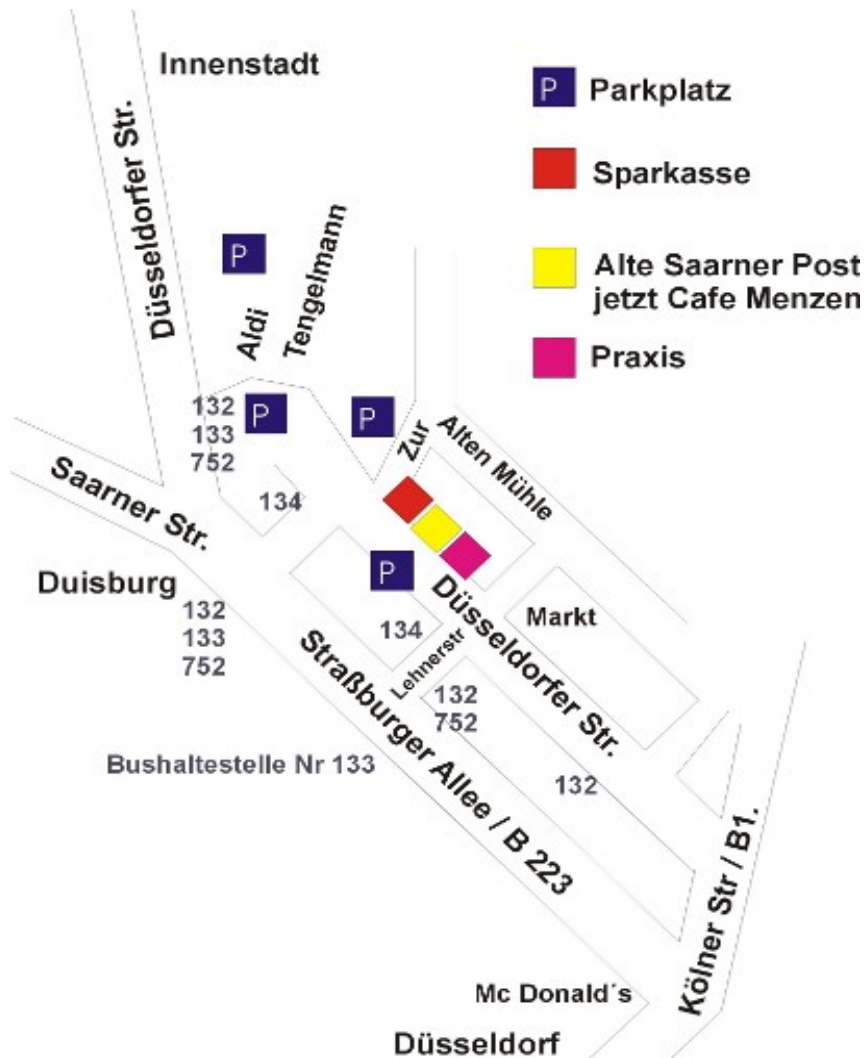 Innenstadt
P Parkplatz
Sparkasse
Alte Saarner Post
jetzt Cafe Menzen
Praxis
Düsseldorfer Str.
P
Aldi
Tengelmann
132
133
752
P
P
Zur
Alten Mühle
134
Saarner Str.
Duisburg
132
133
752
P
134
Düsseldorfer Str.
Markt
Lehnerstr
132
752
Straßburger Allee / B 223
Bushaltestelle Nr 133
132
Kölner Str / B1.
Mc Donald´s
Düsseldorf